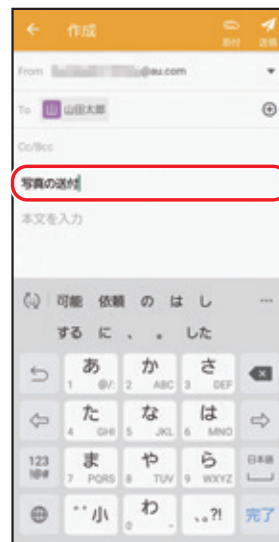 作成
添付 送信
From @au.com
To 山 山田太郎
Cc/Bcc
写真の送付
本文を入力
可能 依頼 の は し ...
する に 、 。 した
あ 1 @/: か 2 ABC さ 3 DEF
た 4 GHI な 5 JKL は 6 MNO
123 !@# ま 7 PQRS や 8 TUV ら 9 WXYZ 日本語
小 わ 0 - 、。?! 完了